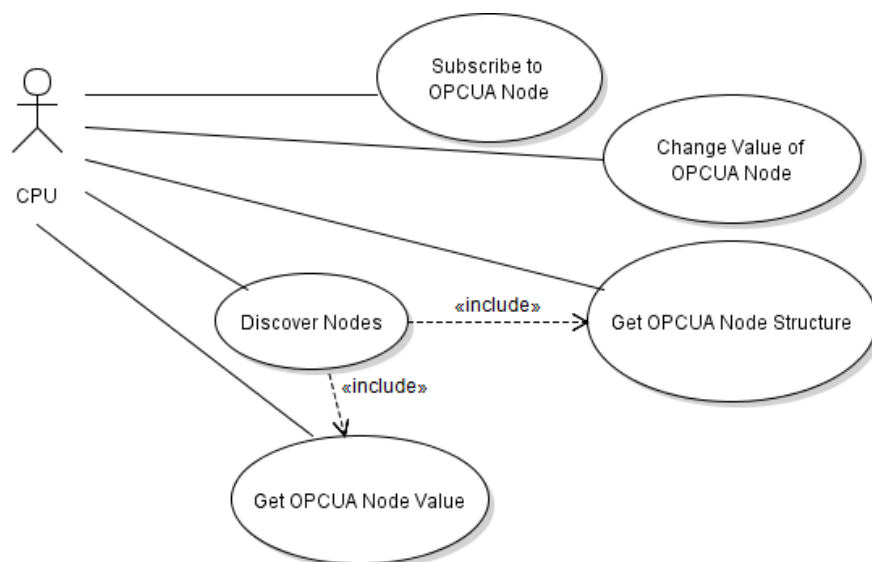 Subscribe to
OPCUA Node
Change Value of
OPCUA Node
CPU
«include»
Discover Nodes
Get OPCUA Node Structure
«include»
Get OPCUA Node Value